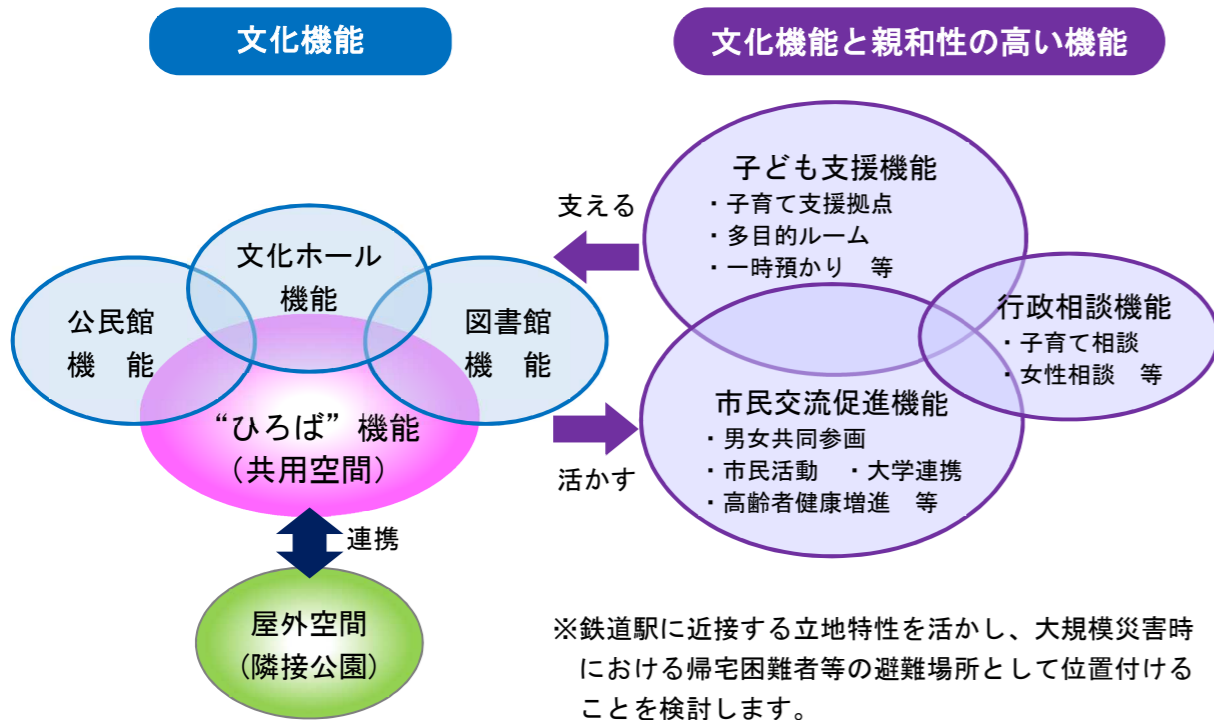 文化機能
文化機能と親和性の高い機能
文化ホール
機能
公民館
機　能
図書館
機　能
“ひろば”機能
（共用空間）
連携
屋外空間
(隣接公園)
支える
活かす
子ども支援機能
・子育て支援拠点
・多目的ルーム
・一時預かり　等
行政相談機能
・子育て相談
・女性相談　等
市民交流促進機能
・男女共同参画
・市民活動　・大学連携
・高齢者健康増進　等
※鉄道駅に近接する立地特性を活かし、大規模災害時
における帰宅困難者等の避難場所として位置付ける
ことを検討します。